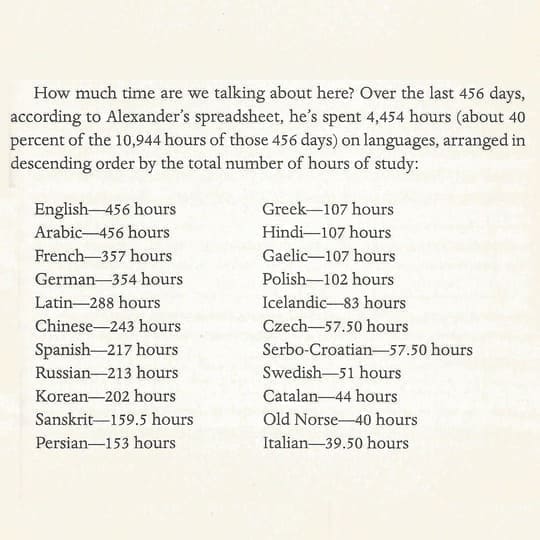 How much time are we talking about here? Over the last 456 days,
according to Alexander's spreadsheet, he's spent 4,454 hours (about 40
percent of the 10,944 hours of those 456 days) on languages, arranged in
descending order by the total number of hours of study:
English—456 hours
Arabic—456 hours
French—357 hours
German—354 hours
Latin—288 hours
Chinese—243 hours
Spanish—217 hours
Russian—213 hours
Korean—202 hours
Sanskrit—159.5 hours
Persian—153 hours
Greek—107 hours
Hindi—107 hours
Gaelic—107 hours
Polish—102 hours
Icelandic—83 hours
Czech—57.50 hours
Serbo-Croatian—57.50 hours
Swedish—51 hours
Catalan—44 hours
Old Norse—40 hours
Italian—39.50 hours